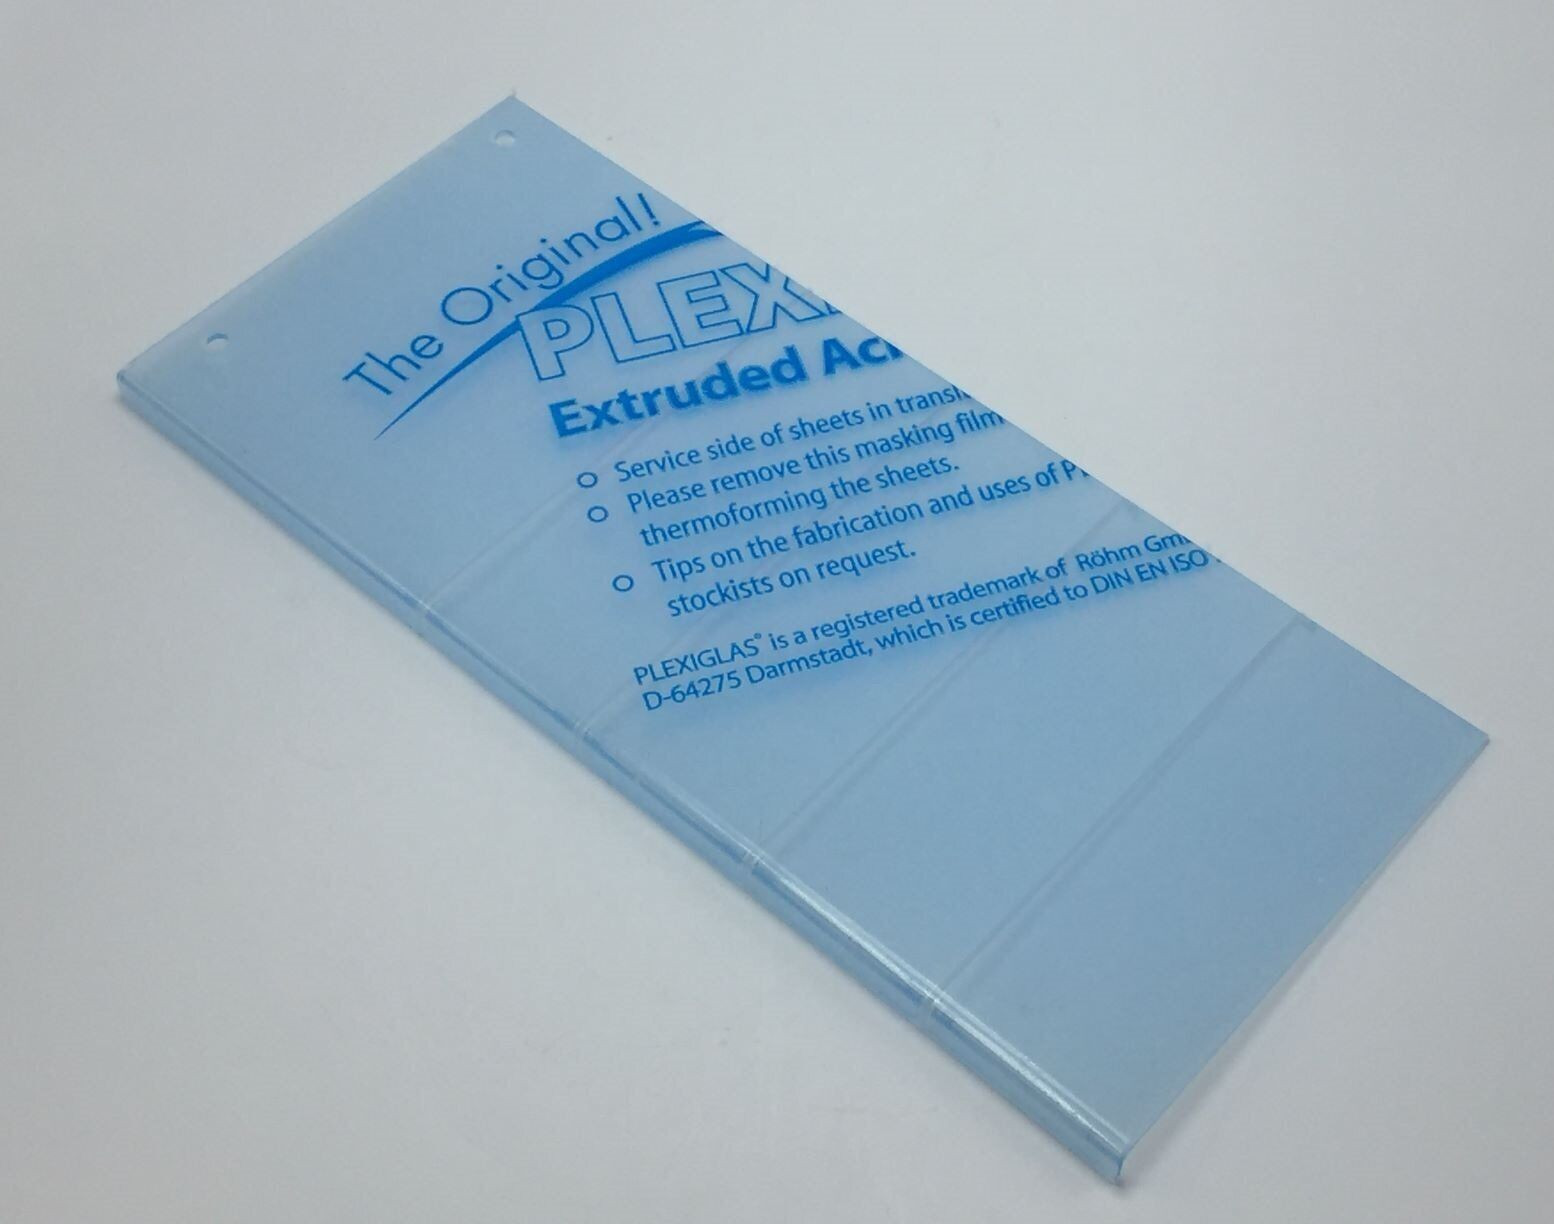 The Original!
PLEXI
Extruded Acr
Service side of sheets in transl
Please remove this masking film
thermoforming the sheets.
Tips on the fabrication and uses of P
stockists on request.
PLEXIGLAS® is a registered trademark of Röhm Gm
D-64275 Darmstadt, which is certified to DIN EN ISO